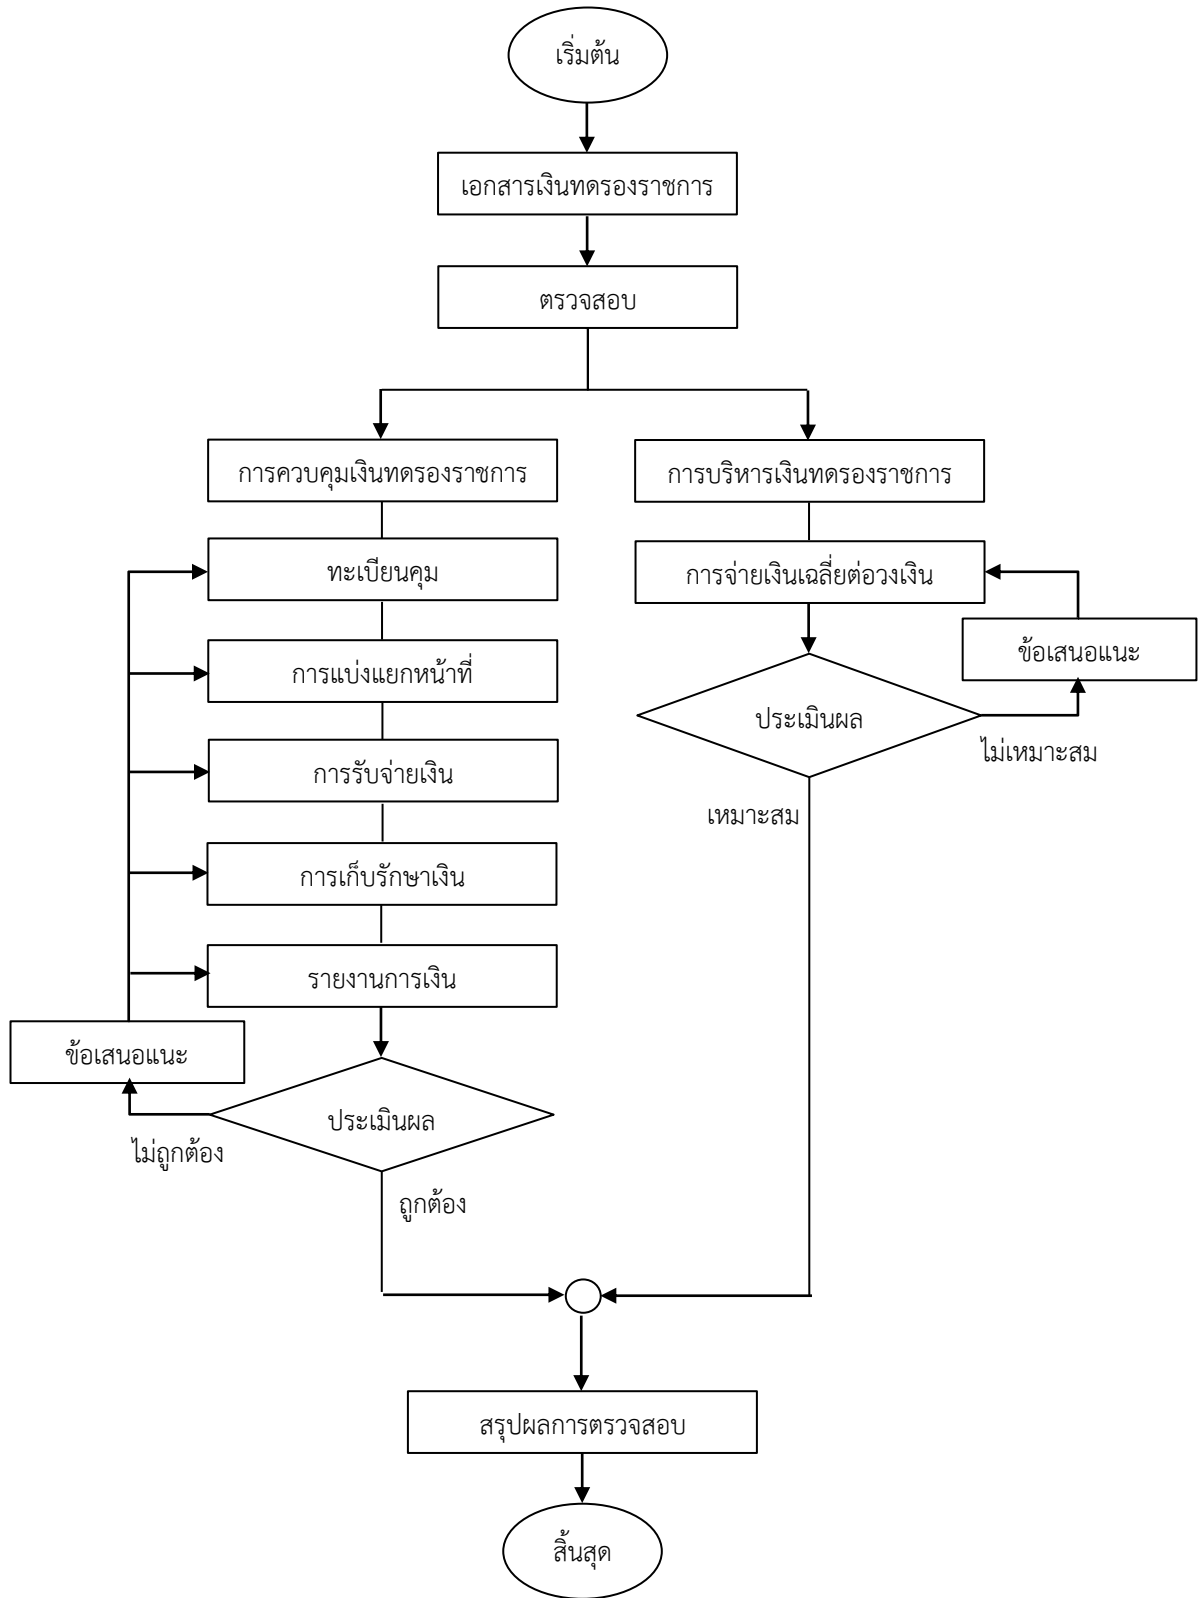 เริ่มต้น
เอกสารเงินทดรองราชการ
ตรวจสอบ
การควบคุมเงินทดรองราชการ
ทะเบียนคุม
การแบ่งแยกหน้าที่
การรับจ่ายเงิน
การเก็บรักษาเงิน
รายงานการเงิน
ข้อเสนอแนะ
ประเมินผล
ไม่ถูกต้อง
ถูกต้อง
การบริหารเงินทดรองราชการ
การจ่ายเงินเฉลี่ยต่อวงเงิน
ข้อเสนอแนะ
ประเมินผล
ไม่เหมาะสม
เหมาะสม
สรุปผลการตรวจสอบ
สิ้นสุด